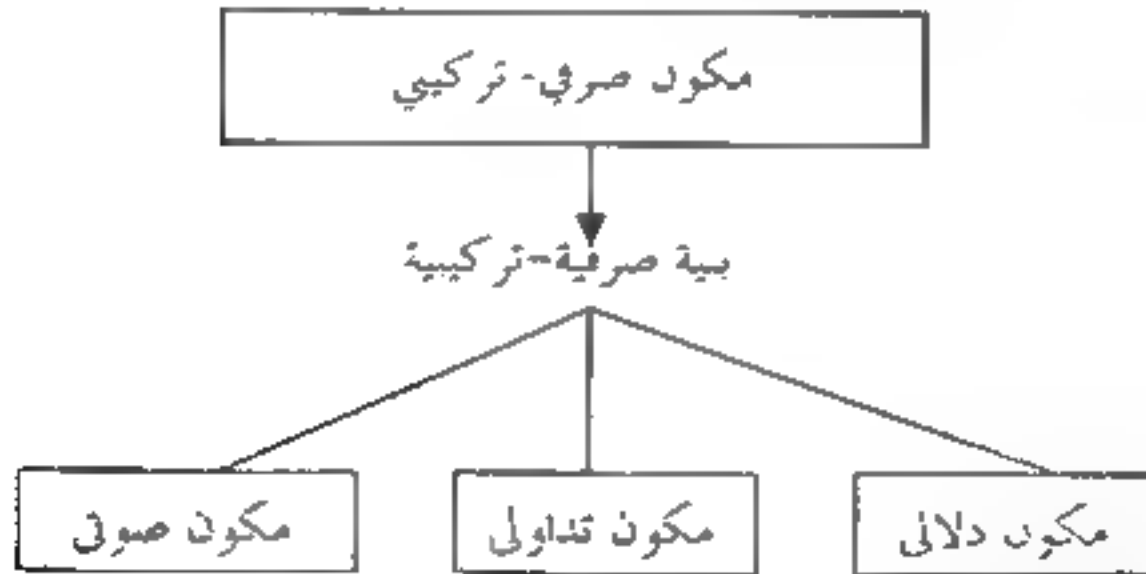 مكون صرفي - تركيبي
بنية صرفية-تركيبية
مكون دلالي
مكون تداولي
مكون صوتي